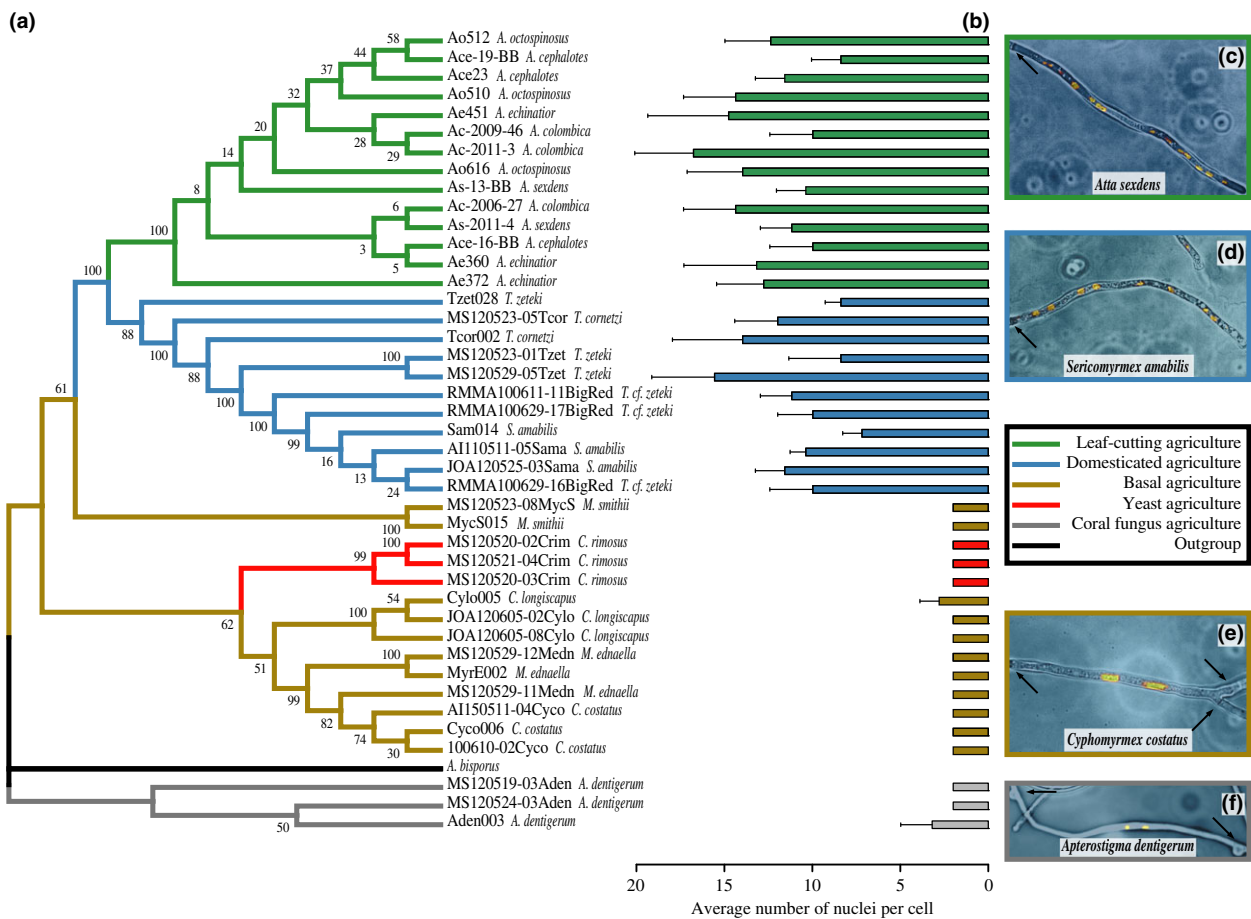 (a)
(b)
58 Ao512 A. octospinosus
44 Ace-19-BB A. cephalotes
37 Ace23 A. cephalotes
32 Ao510 A. octospinosus
Ae451 A. echinatior
20 28 Ac-2009-46 A. colombica
14 29 Ac-2011-3 A. colombica
Ao616 A. octospinosus
8 As-13-BB A. sexdens
6 Ac-2006-27 A. colombica
100 As-2011-4 A. sexdens
3 Ace-16-BB A. cephalotes
5 Ae360 A. echinatior
100 Ae372 A. echinatior
Tzet028 T. zeteki
88 MS120523-05Tcor T. cornetzi
100 Tcor002 T. cornetzi
88 100 MS120523-01Tzet T. zeteki
61 MS120529-05Tzet T. zeteki
100 RMMA100611-11BigRed T. cf. zeteki
100 RMMA100629-17BigRed T. cf. zeteki
99 Sam014 S. amabilis
16 AI110511-05Sama S. amabilis
13 JOA120525-03Sama S. amabilis
24 RMMA100629-16BigRed T. cf. zeteki
MS120523-08MycS M. smithii
100 MycS015 M. smithii
100 MS120520-02Crim C. rimosus
99 MS120521-04Crim C. rimosus
MS120520-03Crim C. rimosus
54 Cylo005 C. longiscapus
62 100 JOA120605-02Cylo C. longiscapus
JOA120605-08Cylo C. longiscapus
51 100 MS120529-12Medn M. ednaella
MyrE002 M. ednaella
99 MS120529-11Medn M. ednaella
82 AI150511-04Cyco C. costatus
74 Cyco006 C. costatus
30 100610-02Cyco C. costatus
A. bisporus
MS120519-03Aden A. dentigerum
MS120524-03Aden A. dentigerum
50 Aden003 A. dentigerum
20 15 10 5 0
Average number of nuclei per cell
(c)
Atta sexdens
(d)
Sericomyrmex amabilis
Leaf-cutting agriculture
Domesticated agriculture
Basal agriculture
Yeast agriculture
Coral fungus agriculture
Outgroup
(e)
Cyphomyrmex costatus
(f)
Apterostigma dentigerum